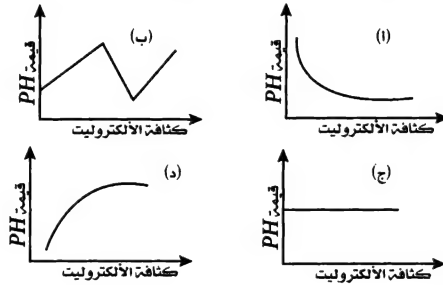 (ا)
قيمة PH
كثافة الألكتروليت
(ب)
قيمة PH
كثافة الألكتروليت
(ج)
قيمة PH
كثافة الألكتروليت
(د)
قيمة PH
كثافة الألكتروليت